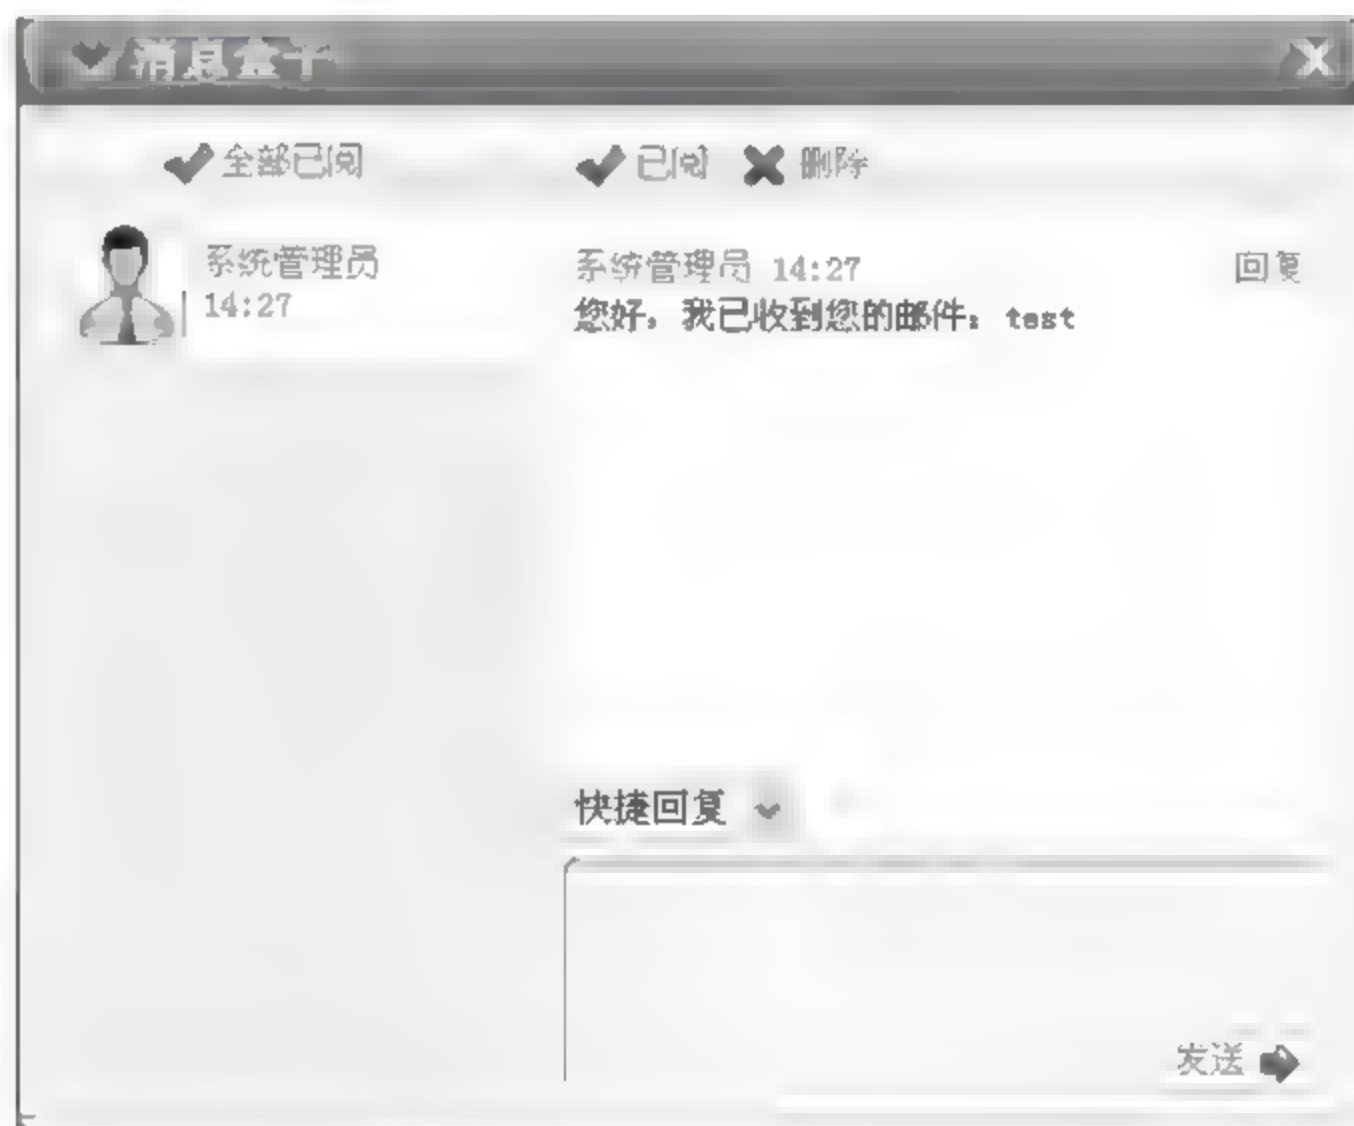 消息盒子
全部已阅 已阅 删除
系统管理员
14:27
系统管理员 14:27 回复
您好，我已收到您的邮件：test
快捷回复
发送